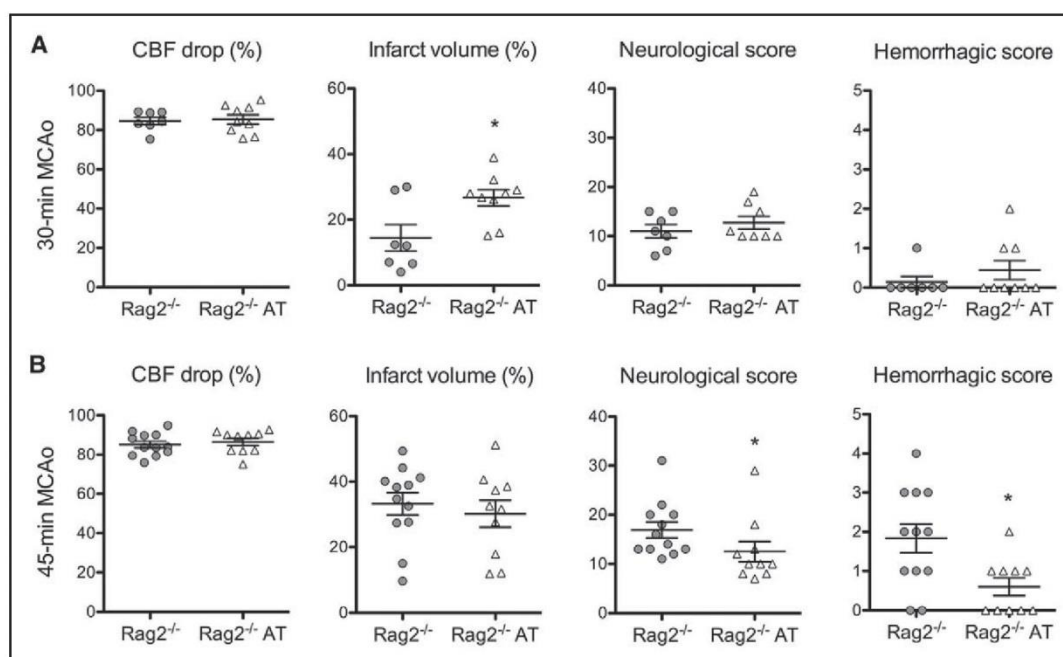 A
CBF drop (%)
Infarct volume (%)
Neurological score
Hemorrhagic score
30-min MCAo
100
80
60
40
20
0
Rag2-/-
Rag2-/- AT
60
40
20
0
*
Rag2-/-
Rag2-/- AT
40
30
20
10
0
Rag2-/-
Rag2-/- AT
5
4
3
2
1
0
Rag2-/-
Rag2-/- AT
B
CBF drop (%)
Infarct volume (%)
Neurological score
Hemorrhagic score
45-min MCAo
100
80
60
40
20
0
Rag2-/-
Rag2-/- AT
60
40
20
0
Rag2-/-
Rag2-/- AT
40
30
20
10
0
*
Rag2-/-
Rag2-/- AT
5
4
3
2
1
0
*
Rag2-/-
Rag2-/- AT